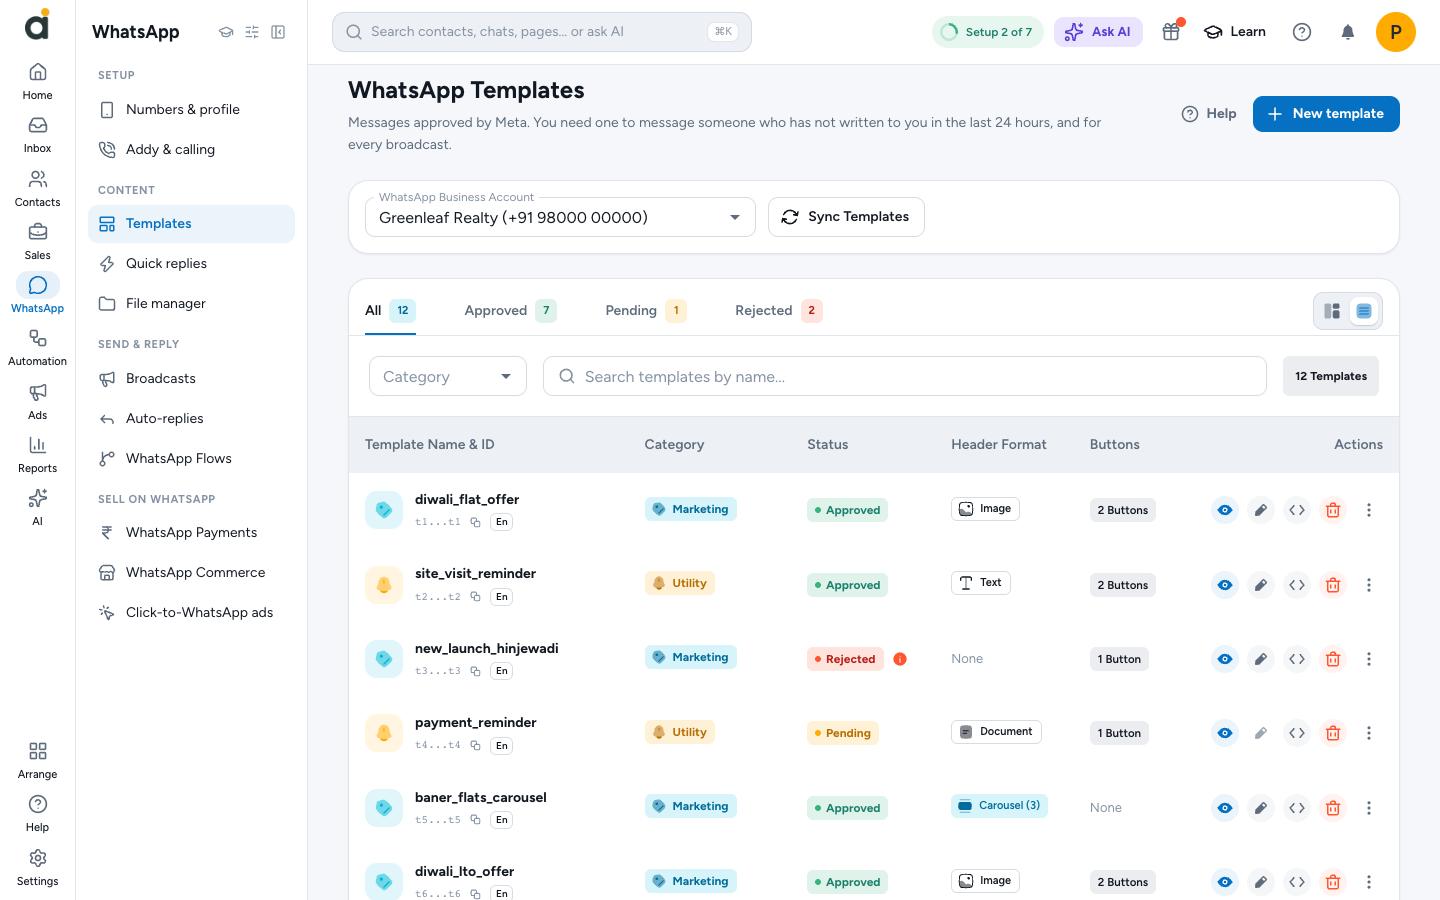 WhatsApp
Search contacts, chats, pages... or ask AI
⌘K
Setup 2 of 7
Ask AI
Learn
P
Home
Inbox
Contacts
Sales
WhatsApp
Automation
Ads
Reports
AI
Arrange
Help
Settings
SETUP
Numbers & profile
Addy & calling
CONTENT
Templates
Quick replies
File manager
SEND & REPLY
Broadcasts
Auto-replies
WhatsApp Flows
SELL ON WHATSAPP
WhatsApp Payments
WhatsApp Commerce
Click-to-WhatsApp ads
WhatsApp Templates
Messages approved by Meta. You need one to message someone who has not written to you in the last 24 hours, and for
every broadcast.
Help
New template
WhatsApp Business Account
Greenleaf Realty (+91 98000 00000)
Sync Templates
All 12 Approved 7 Pending 1 Rejected 2
Category
Search templates by name...
12 Templates
Template Name & ID Category Status Header Format Buttons Actions
diwali_flat_offer
t1...t1 En
Marketing Approved Image 2 Buttons
site_visit_reminder
t2...t2 En
Utility Approved Text 2 Buttons
new_launch_hinjewadi
t3...t3 En
Marketing Rejected None 1 Button
payment_reminder
t4...t4 En
Utility Pending Document 1 Button
baner_flats_carousel
t5...t5 En
Marketing Approved Carousel (3) None
diwali_lto_offer
t6...t6 En
Marketing Approved Image 2 Buttons